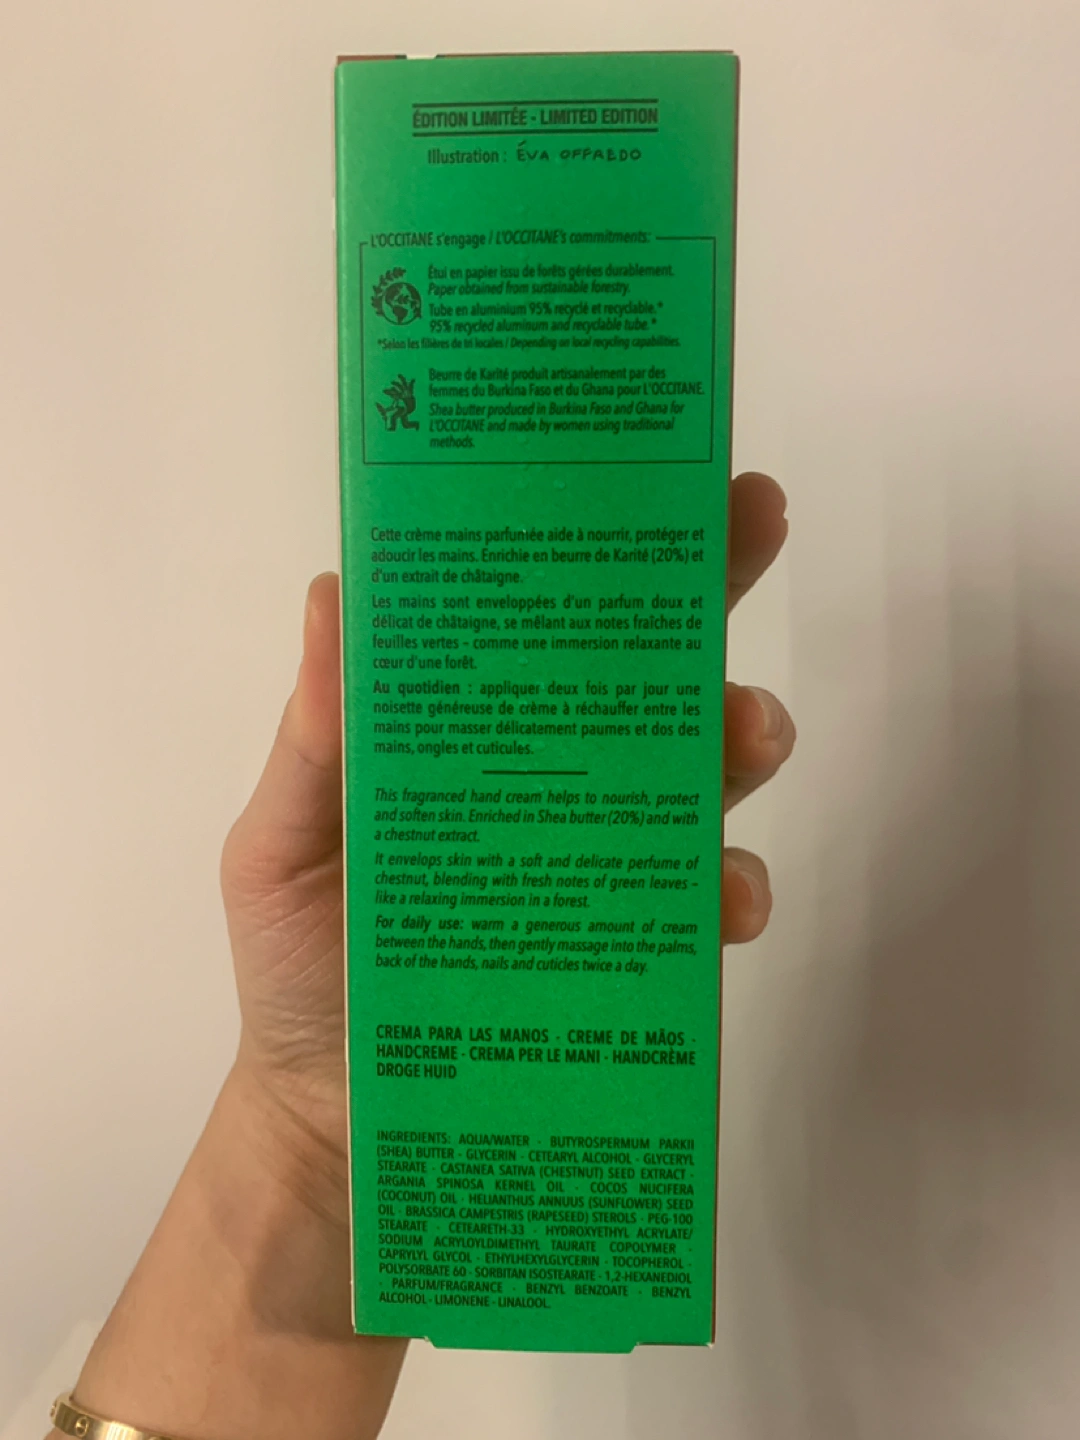 ÉDITION LIMITÉE - LIMITED EDITION
Illustration : ÉVA OFFREDO
L'OCCITANE s'engage / L'OCCITANE's commitments:
Étui en papier issu de forêts gérées durablement.
Paper obtained from sustainable forestry.
Tube en aluminium 95% recyclé et recyclable.*
95% recycled aluminum and recyclable tube.*
*Selon les filières de tri locales / Depending on local recycling capabilities.
Beurre de Karité produit artisanalement par des
femmes du Burkina Faso et du Ghana pour L'OCCITANE.
Shea butter produced in Burkina Faso and Ghana for
L'OCCITANE and made by women using traditional
methods.
Cette crème mains parfumée aide à nourrir, protéger et
adoucir les mains. Enrichie en beurre de Karité (20%) et
d'un extrait de châtaigne.
Les mains sont enveloppées d'un parfum doux et
délicat de châtaigne, se mêlant aux notes fraîches de
feuilles vertes – comme une immersion relaxante au
cœur d'une forêt.
Au quotidien : appliquer deux fois par jour une
noisette généreuse de crème à réchauffer entre les
mains pour masser délicatement paumes et dos des
mains, ongles et cuticules.
This fragranced hand cream helps to nourish, protect
and soften skin. Enriched in Shea butter (20%) and with
a chestnut extract.
It envelops skin with a soft and delicate perfume of
chestnut, blending with fresh notes of green leaves –
like a relaxing immersion in a forest.
For daily use: warm a generous amount of cream
between the hands, then gently massage into the palms,
back of the hands, nails and cuticles twice a day.
CREMA PARA LAS MANOS - CREME DE MÃOS -
HANDCREME - CREMA PER LE MANI - HANDCRÈME
DROGE HUID
INGREDIENTS: AQUA/WATER - BUTYROSPERMUM PARKII
(SHEA) BUTTER - GLYCERIN - CETEARYL ALCOHOL - GLYCERYL
STEARATE - CASTANEA SATIVA (CHESTNUT) SEED EXTRACT -
ARGANIA SPINOSA KERNEL OIL - COCOS NUCIFERA
(COCONUT) OIL - HELIANTHUS ANNUUS (SUNFLOWER) SEED
OIL - BRASSICA CAMPESTRIS (RAPESEED) STEROLS - PEG-100
STEARATE - CETEARETH-33 - HYDROXYETHYL ACRYLATE/
SODIUM ACRYLOYLDIMETHYL TAURATE COPOLYMER -
CAPRYLYL GLYCOL - ETHYLHEXYLGLYCERIN - TOCOPHEROL -
POLYSORBATE 60 - SORBITAN ISOSTEARATE - 1,2-HEXANEDIOL
- PARFUM/FRAGRANCE - BENZYL BENZOATE - BENZYL
ALCOHOL - LIMONENE - LINALOOL.